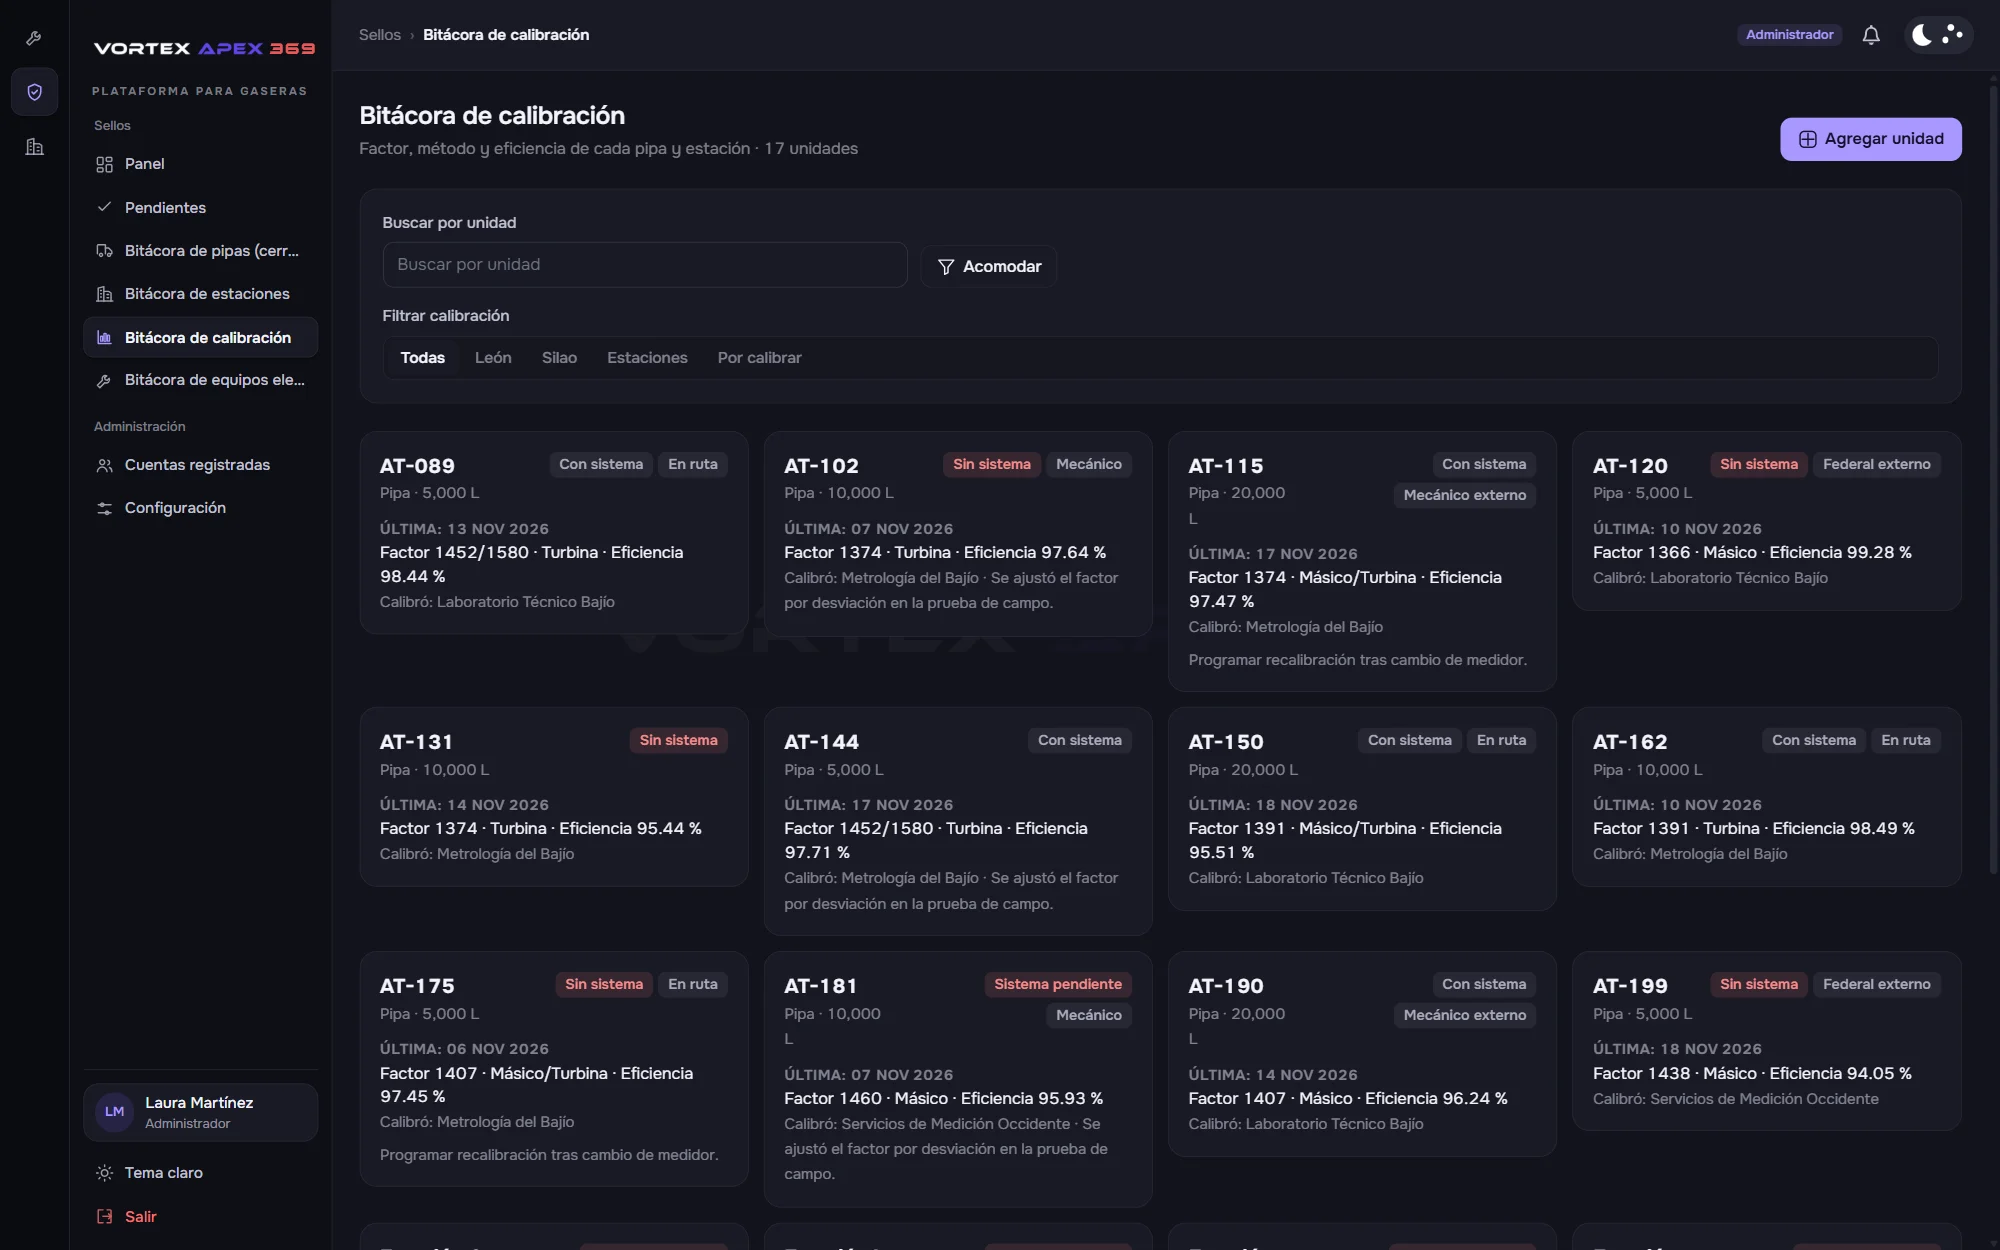 VORTEX APEX 369
PLATAFORMA PARA GASERAS
Sellos
Panel
Pendientes
Bitácora de pipas (cerr...
Bitácora de estaciones
Bitácora de calibración
Bitácora de equipos ele...
Administración
Cuentas registradas
Configuración
LM
Laura Martínez
Administrador
Tema claro
Salir
Sellos › Bitácora de calibración
Administrador
Bitácora de calibración
Factor, método y eficiencia de cada pipa y estación · 17 unidades
Agregar unidad
Buscar por unidad
Buscar por unidad
Acomodar
Filtrar calibración
Todas León Silao Estaciones Por calibrar
AT-089 Con sistema En ruta
Pipa · 5,000 L
ÚLTIMA: 13 NOV 2026
Factor 1452/1580 · Turbina · Eficiencia
98.44 %
Calibró: Laboratorio Técnico Bajío
AT-102 Sin sistema Mecánico
Pipa · 10,000 L
ÚLTIMA: 07 NOV 2026
Factor 1374 · Turbina · Eficiencia 97.64 %
Calibró: Metrología del Bajío · Se ajustó el factor
por desviación en la prueba de campo.
AT-115 Con sistema
Pipa · 20,000 Mecánico externo
L
ÚLTIMA: 17 NOV 2026
Factor 1374 · Másico/Turbina · Eficiencia
97.47 %
Calibró: Metrología del Bajío
Programar recalibración tras cambio de medidor.
AT-120 Sin sistema Federal externo
Pipa · 5,000 L
ÚLTIMA: 10 NOV 2026
Factor 1366 · Másico · Eficiencia 99.28 %
Calibró: Laboratorio Técnico Bajío
AT-131 Sin sistema
Pipa · 10,000 L
ÚLTIMA: 14 NOV 2026
Factor 1374 · Turbina · Eficiencia 95.44 %
Calibró: Metrología del Bajío
AT-144 Con sistema
Pipa · 5,000 L
ÚLTIMA: 17 NOV 2026
Factor 1452/1580 · Turbina · Eficiencia
97.71 %
Calibró: Metrología del Bajío · Se ajustó el factor
por desviación en la prueba de campo.
AT-150 Con sistema En ruta
Pipa · 20,000 L
ÚLTIMA: 18 NOV 2026
Factor 1391 · Másico/Turbina · Eficiencia
95.51 %
Calibró: Laboratorio Técnico Bajío
AT-162 Con sistema En ruta
Pipa · 10,000 L
ÚLTIMA: 10 NOV 2026
Factor 1391 · Turbina · Eficiencia 98.49 %
Calibró: Metrología del Bajío
AT-175 Sin sistema En ruta
Pipa · 5,000 L
ÚLTIMA: 06 NOV 2026
Factor 1407 · Másico/Turbina · Eficiencia
97.45 %
Calibró: Metrología del Bajío
Programar recalibración tras cambio de medidor.
AT-181 Sistema pendiente
Pipa · 10,000 Mecánico
L
ÚLTIMA: 07 NOV 2026
Factor 1460 · Másico · Eficiencia 95.93 %
Calibró: Servicios de Medición Occidente · Se
ajustó el factor por desviación en la prueba de
campo.
AT-190 Con sistema
Pipa · 20,000 Mecánico externo
L
ÚLTIMA: 14 NOV 2026
Factor 1407 · Másico · Eficiencia 96.24 %
Calibró: Laboratorio Técnico Bajío
AT-199 Sin sistema Federal externo
Pipa · 5,000 L
ÚLTIMA: 18 NOV 2026
Factor 1438 · Másico · Eficiencia 94.05 %
Calibró: Servicios de Medición Occidente